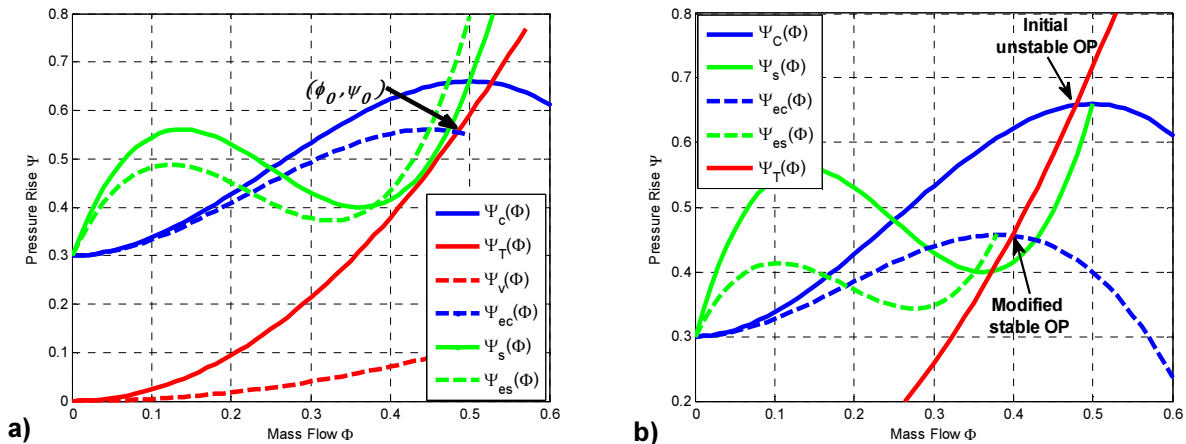 0.8
0.7
0.6
0.5
0.4
0.3
0.2
0.1
0
Pressure Rise Ψ
(ϕ₀,ψ₀)
Ψc(Φ)
ΨT(Φ)
Ψv(Φ)
Ψec(Φ)
Ψs(Φ)
Ψes(Φ)
0 0.1 0.2 0.3 0.4 0.5 0.6
Mass Flow Φ
a)
0.8
0.7
0.6
0.5
0.4
0.3
0.2
Pressure Rise Ψ
ΨC(Φ)
Ψs(Φ)
Ψec(Φ)
Ψes(Φ)
ΨT(Φ)
Initial
unstable OP
Modified
stable OP
0 0.1 0.2 0.3 0.4 0.5 0.6
Mass Flow Φ
b)